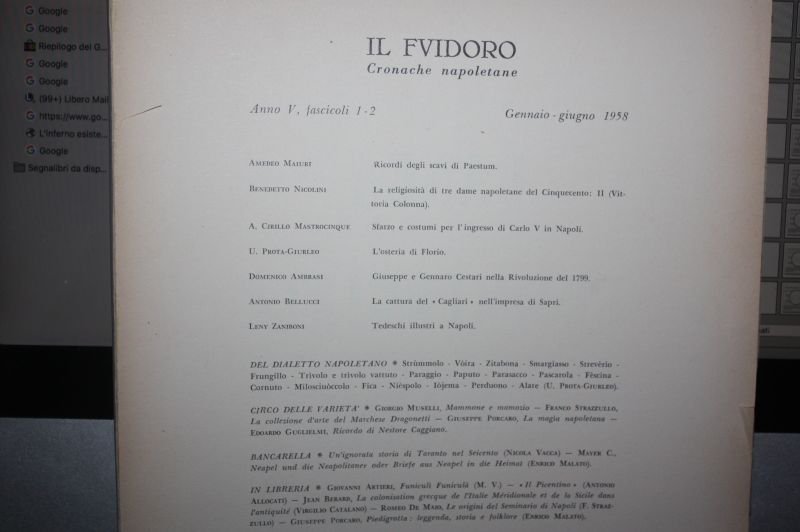 Google
Google
Riepilogo del G...
Google
Google
(99+) Libero Mail
Google
https://www.go...
L'inferno esiste...
Google
Segnalibri da disp...
IL FVIDORO
Cronache napoletane
Anno V, fascicoli 1-2 Gennaio - giugno 1958
Amedeo Maiuri Ricordi degli scavi di Paestum.
Benedetto Nicolini La religiosità di tre dame napoletane del Cinquecento: II (Vit-
toria Colonna).
A. Cirillo Mastrocinque Sfarzo e costumi per l'ingresso di Carlo V in Napoli.
U. Prota-Giurleo L'osteria di Florio.
Domenico Ambrasi Giuseppe e Gennaro Cestari nella Rivoluzione del 1799.
Antonio Bellucci La cattura del « Cagliari » nell'impresa di Sapri.
Leny Zaniboni Tedeschi illustri a Napoli.
DEL DIALETTO NAPOLETANO * Strùmmolo - Vòira - Zitabona - Smargiasso - Strevèrio -
Frungillo - Trivolo e trivolo vattuto - Paraggio - Paputo - Parasacco - Pascarola - Fèscina -
Cornuto - Milosciuòccolo - Fica - Nièspolo - Iòjema - Perduono - Alare (U. Prota-Giurleo).
CIRCO DELLE VARIETA' * Giorgio Muselli, Mammone e mamozio — Franco Strazzullo,
La collezione d'arte del Marchese Dragonetti — Giuseppe Porcaro, La magia napoletana —
Edoardo Guglielmi, Ricordo di Nestore Caggiano.
BANCARELLA * Un'ignorata storia di Taranto nel Seicento (Nicola Vacca) — Mayer C.,
Neapel und die Neapolitaner oder Briefe aus Neapel in die Heimat (Enrico Malato).
IN LIBRERIA * Giovanni Artieri, Funiculì Funiculà (M. V.) — « Il Picentino » (Antonio
Allocati) — Jean Berard, La colonisation grecque de l'Italie Méridionale et de la Sicile dans
l'antiquité (Virgilio Catalano) — Romeo De Maio, Le origini del Seminario di Napoli (F. Straz-
zullo) — Giuseppe Porcaro, Piedigrotta: leggenda, storia e folklore (Enrico Malato).